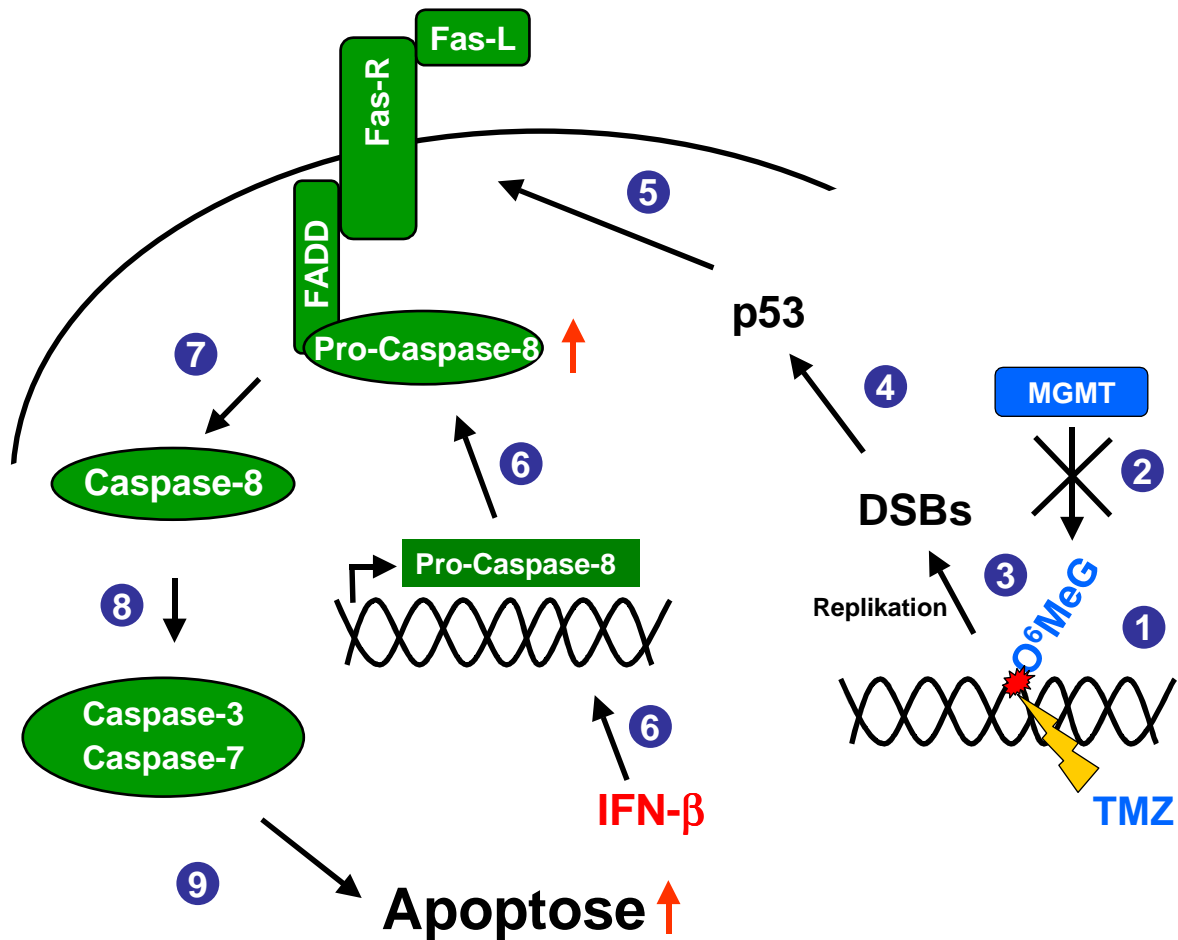 Fas-L
Fas-R
FADD
Pro-Caspase-8
5
p53
7
4
MGMT
2
Caspase-8
6
DSBs
Pro-Caspase-8
3
O⁶MeG
8
Replikation
1
Caspase-3
Caspase-7
6
IFN-β
TMZ
9
Apoptose